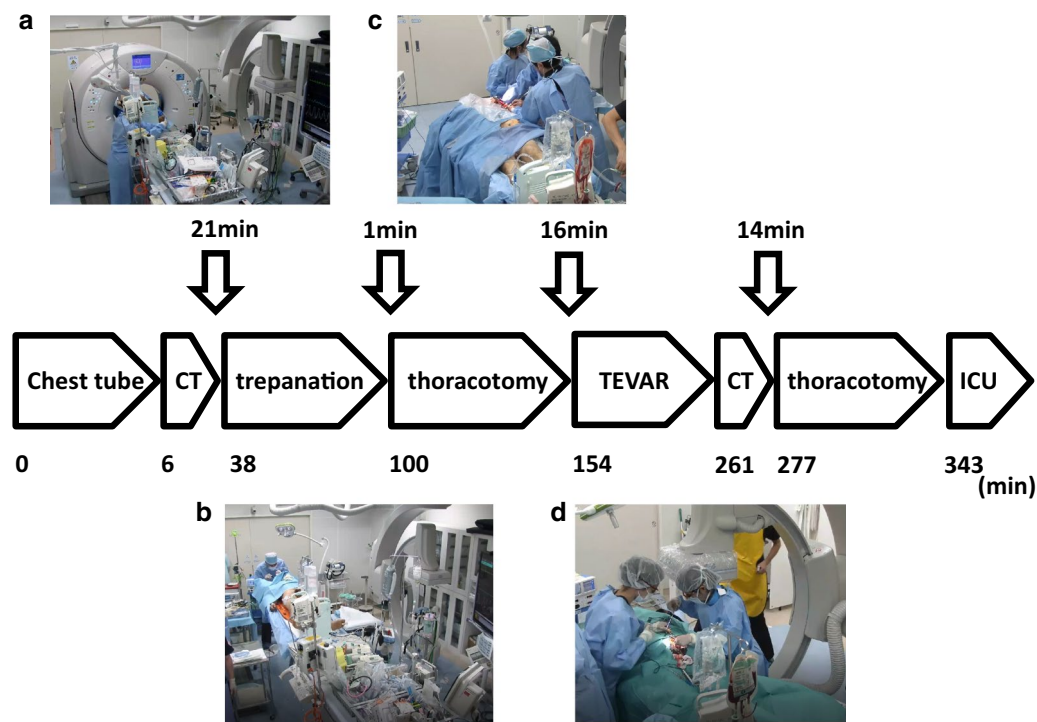 a
c
21min
1min
16min
14min
Chest tube
CT
trepanation
thoracotomy
TEVAR
CT
thoracotomy
ICU
0
6
38
100
154
261
277
343
(min)
b
d